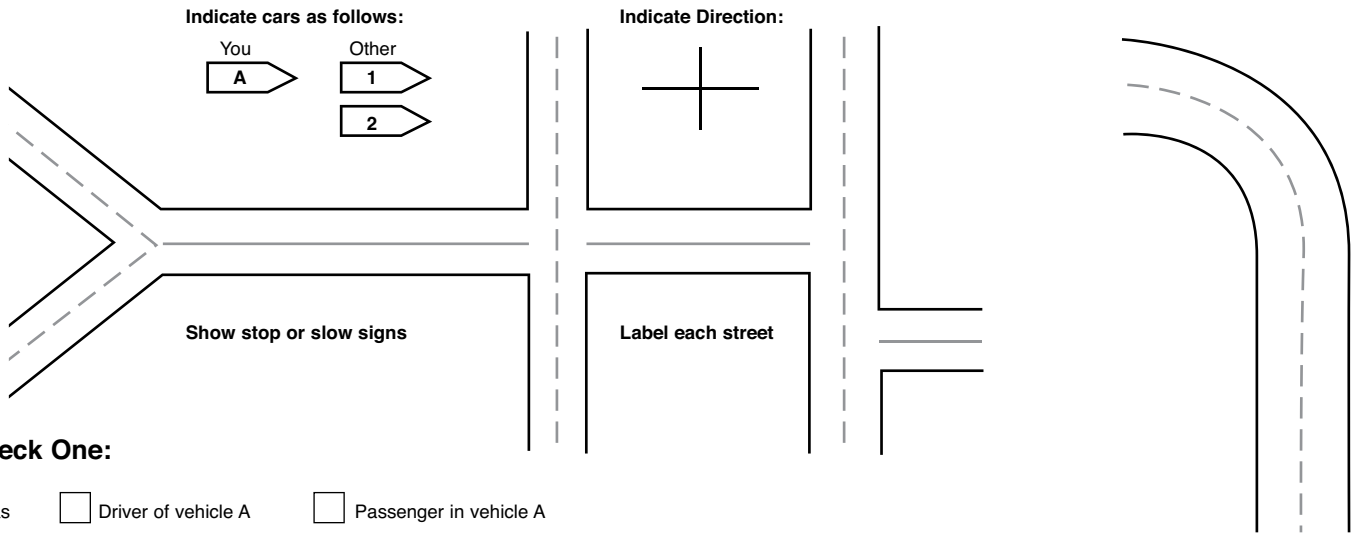 Indicate cars as follows:
Indicate Direction:
You
Other
A
1
2
Show stop or slow signs
Label each street
eck One:
as
Driver of vehicle A
Passenger in vehicle A